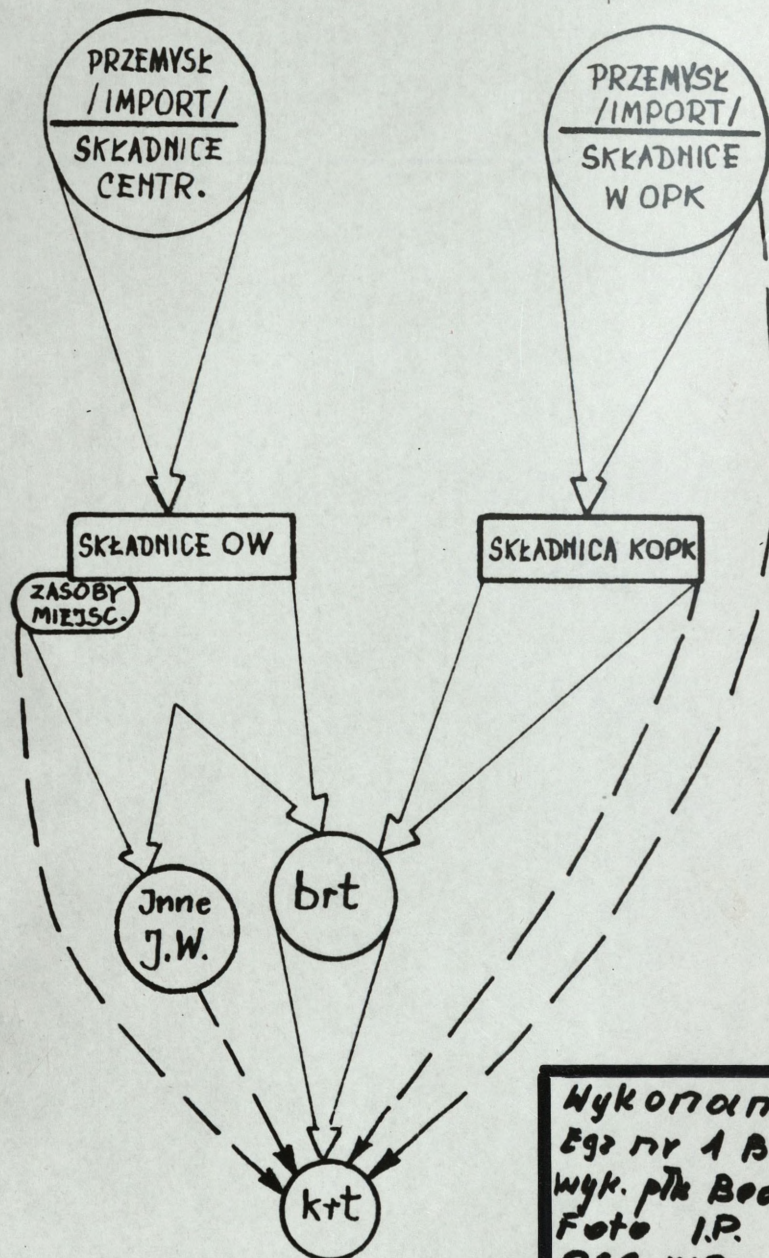 PRZEMYSŁ
/IMPORT/
SKŁADNICE
CENTR.
PRZEMYSŁ
/IMPORT/
SKŁADNICE
W OPK
SKŁADNICE OW
ZASOBY
MIEJSC.
SKŁADNICA KOPK
Jnne
J.W.
brt
krt
Egz nr 1
wyk. płk
Foto I.P.